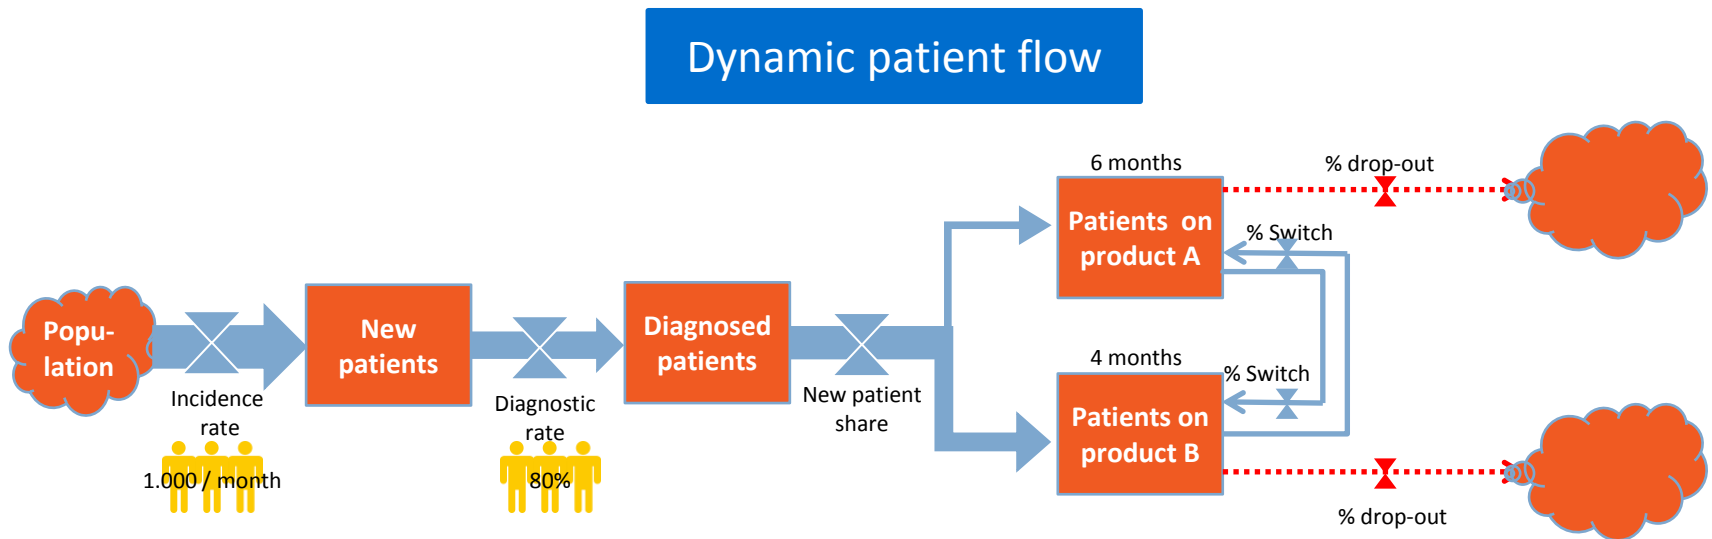 Dynamic patient flow
Popu-
lation
Incidence
rate
1.000 / month
New
patients
Diagnostic
rate
80%
Diagnosed
patients
New patient
share
6 months
Patients on
product A
% drop-out
% Switch
4 months
% Switch
Patients on
product B
% drop-out